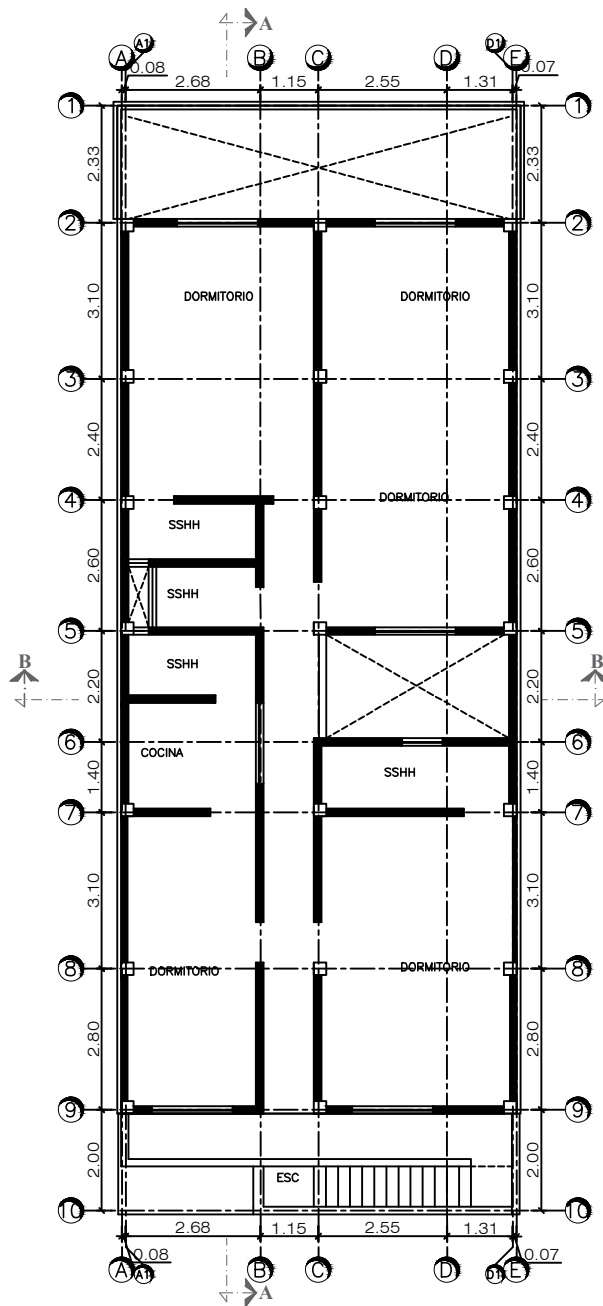 A
A1 D1
A B C D E
0.08 0.07
2.68 1.15 2.55 1.31
1 1
2.33 2.33
2 2
3.10 3.10
DORMITORIO DORMITORIO
3 3
2.40 2.40
4 DORMITORIO 4
SSHH
2.60 2.60
SSHH
5 5
B SSHH B
2.20 2.20
6 COCINA 6
1.40 SSHH 1.40
7 7
3.10 3.10
8 DORMITORIO DORMITORIO 8
2.80 2.80
9 9
2.00 2.00
ESC
10 10
2.68 1.15 2.55 1.31
0.08 0.07
A B C D E
A1 D1
A